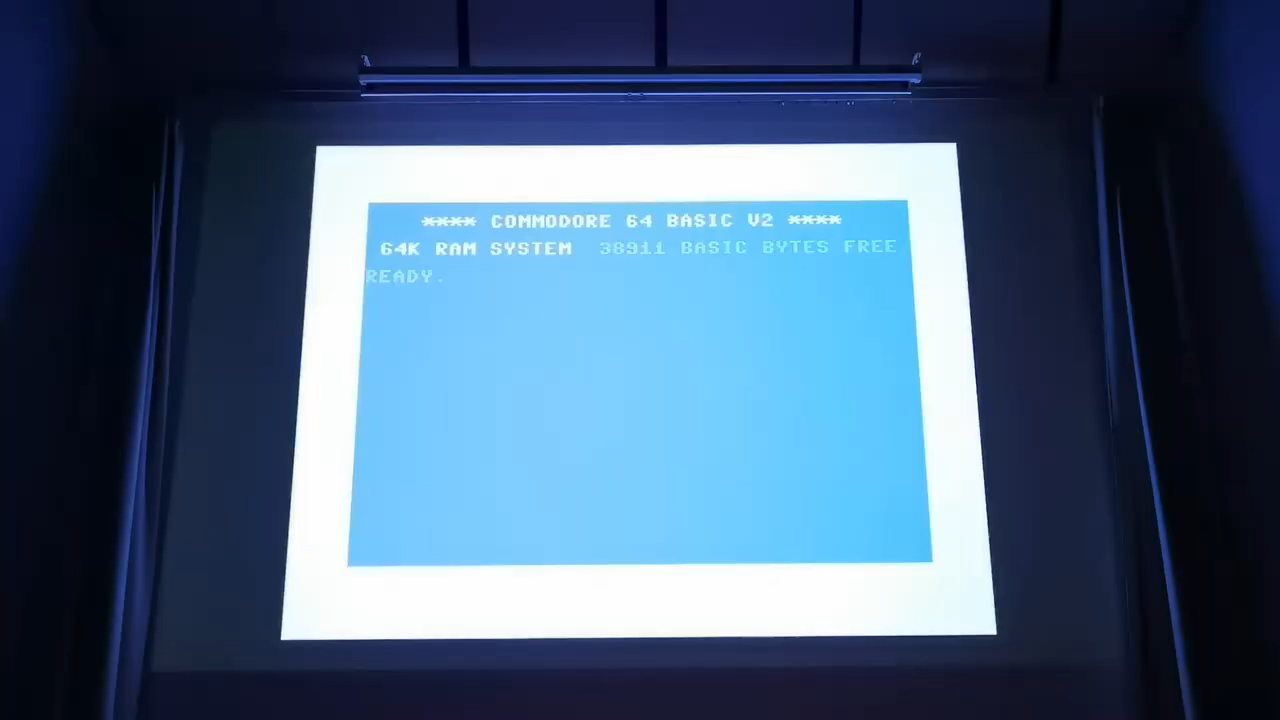 **** COMMODORE 64 BASIC V2 ****
64K RAM SYSTEM  38911 BASIC BYTES FREE
READY.